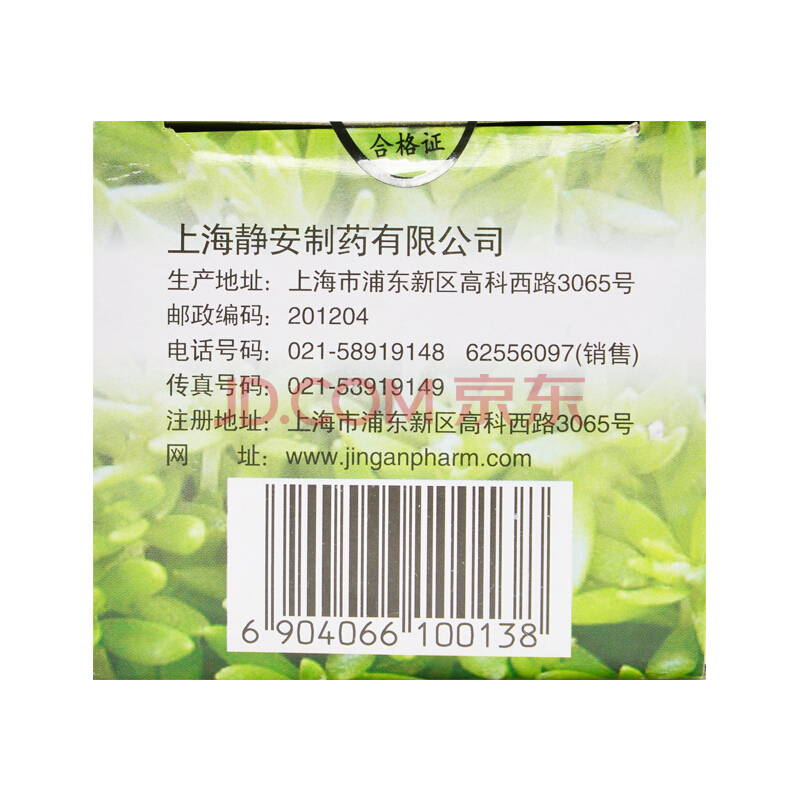 合格证
上海静安制药有限公司
生产地址：上海市浦东新区高科西路3065号
邮政编码：201204
电话号码：021-58919148 62556097(销售)
传真号码：021-53919149
JD.COM 京东
注册地址：上海市浦东新区高科西路3065号
网 址：www.jinganpharm.com
6 904066 100138